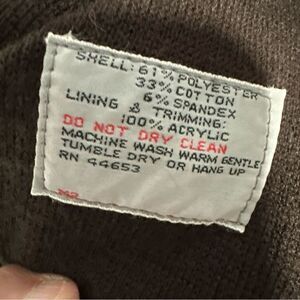 SHELL: 61% POLYESTER
33% COTTON
6% SPANDEX
LINING & TRIMMING:
100% ACRYLIC
DO NOT DRY CLEAN
MACHINE WASH WARM GENTLE
TUMBLE DRY OR HANG UP
RN 44653